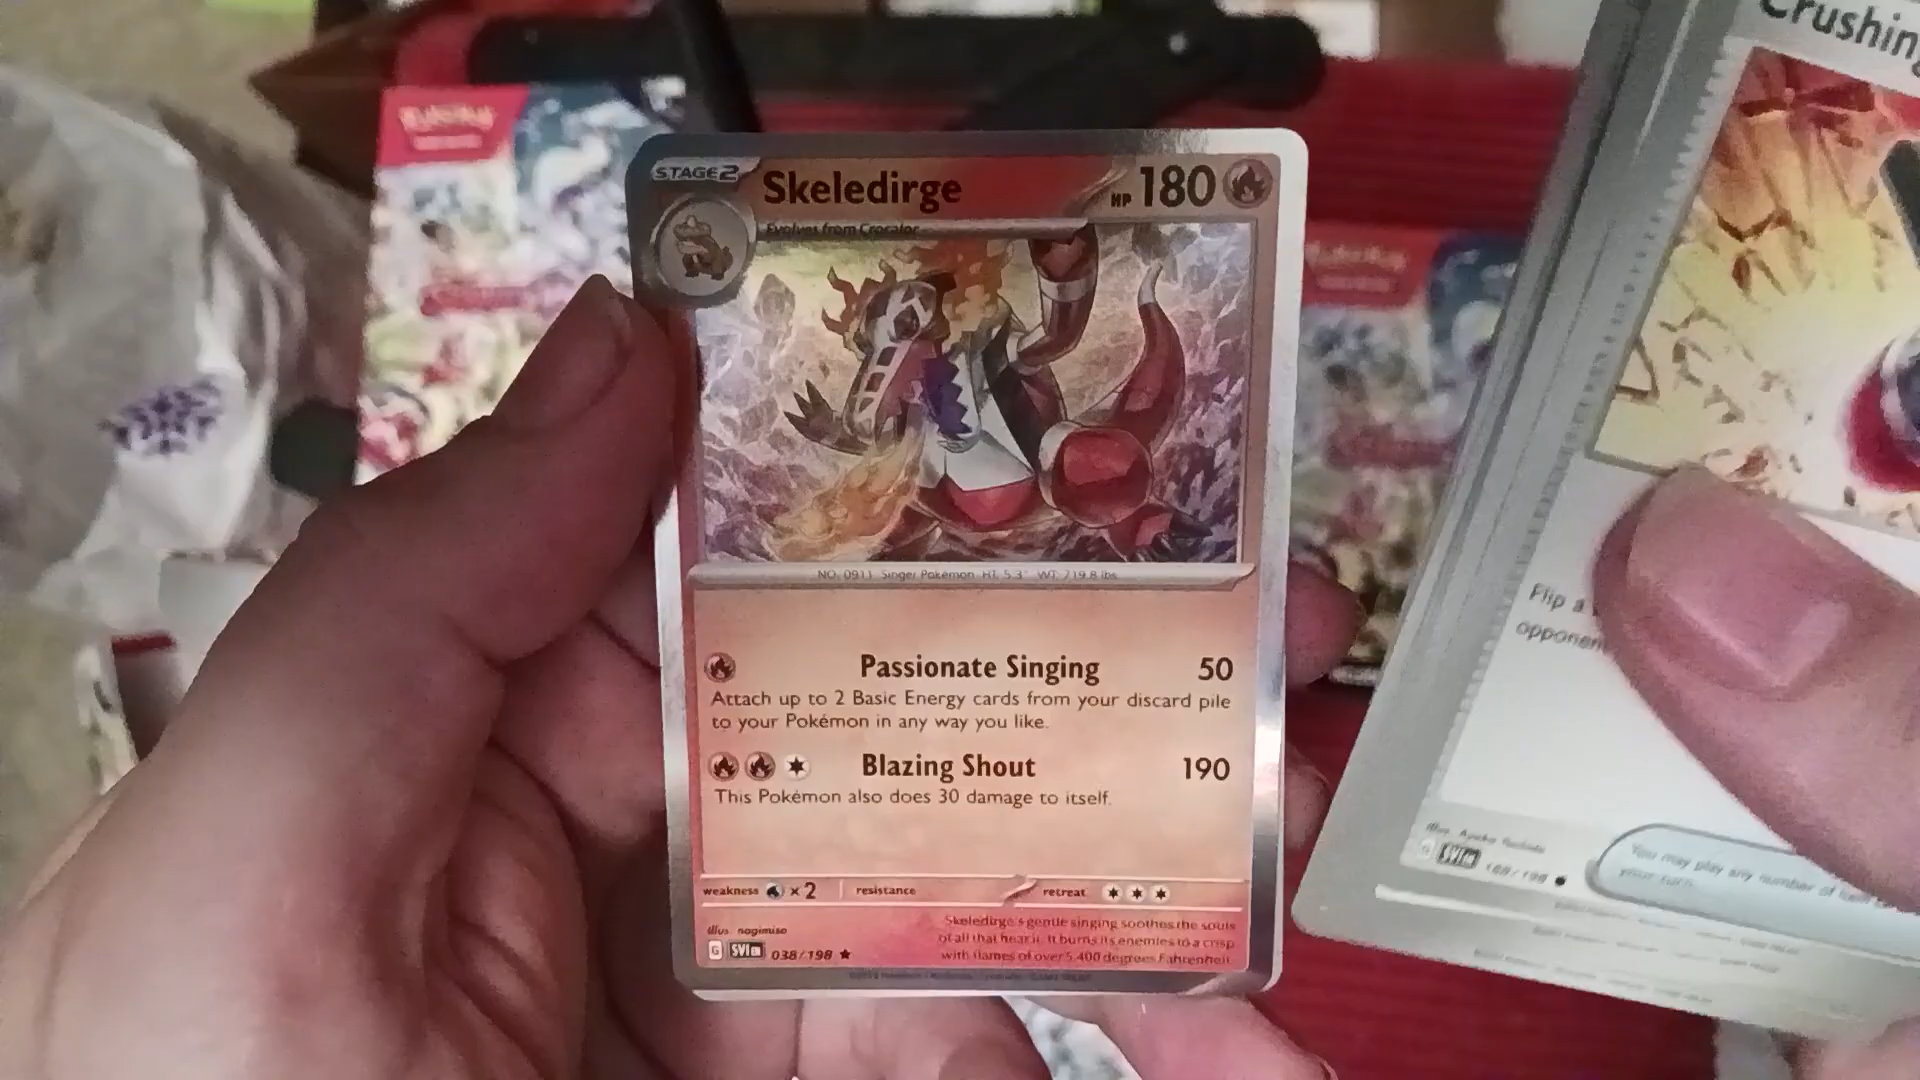 STAGE2
Skeledirge
HP 180
Evolves from Crocalor
NO. 0911 Singer Pokémon HT: 5'3" WT: 719.8 lbs.
Passionate Singing 50
Attach up to 2 Basic Energy cards from your discard pile
to your Pokémon in any way you like.
Blazing Shout 190
This Pokémon also does 30 damage to itself.
weakness ×2 resistance retreat
Illus. nagimiso
G SVI EN 038/198 ★
Skeledirge's gentle singing soothes the souls
of all that hear it. It burns its enemies to a crisp
with flames of over 5,400 degrees Fahrenheit.
Crushing
Flip a
opponen
Illus.
G SVI EN /198 ●
You may play any number of
your turn.